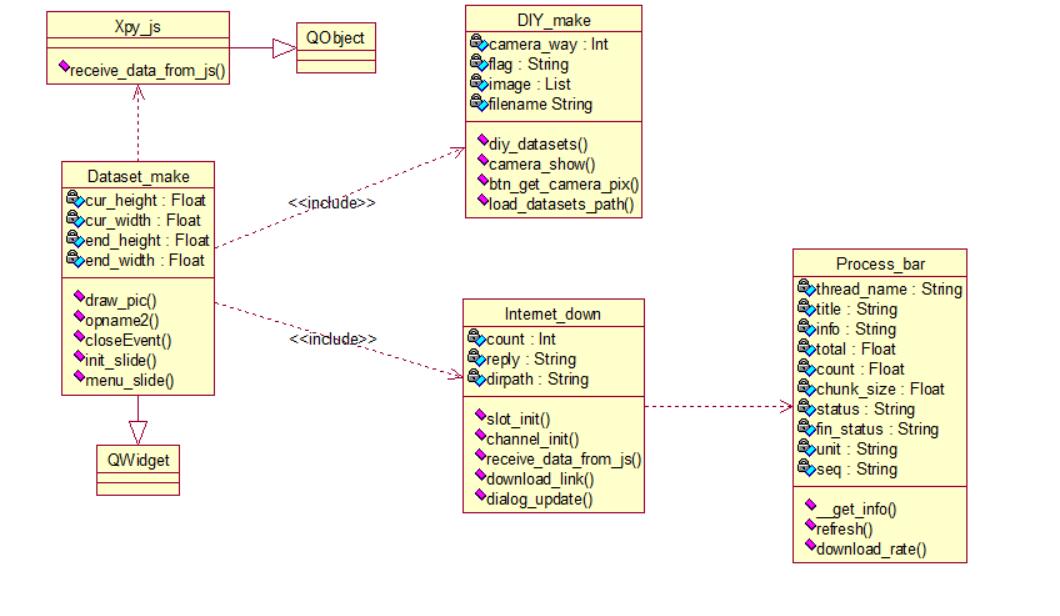 Xpy_js
receive_data_from_js()
QObject
DIY_make
camera_way : Int
flag : String
image : List
filename String
diy_datasets()
camera_show()
btn_get_camera_pix()
load_datasets_path()
Dataset_make
cur_height : Float
cur_width : Float
end_height : Float
end_width : Float
draw_pic()
opname2()
closeEvent()
init_slide()
menu_slide()
<<include>>
<<include>>
QWidget
Internet_down
count : Int
reply : String
dirpath : String
slot_init()
channel_init()
receive_data_from_js()
download_link()
dialog_update()
Process_bar
thread_name : String
title : String
info : String
total : Float
count : Float
chunk_size : Float
status : String
fin_status : String
unit : String
seq : String
__get_info()
refresh()
download_rate()